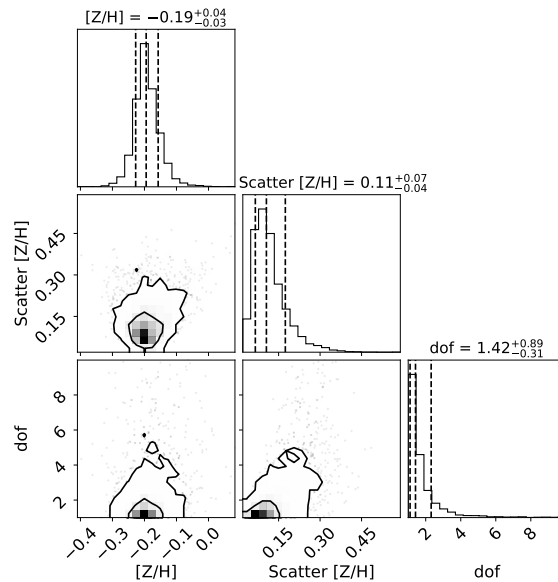 [Z/H] = −0.19+0.04−0.03
Scatter [Z/H] = 0.11+0.07−0.04
Scatter [Z/H]
0.45
0.30
0.15
dof = 1.42+0.89−0.31
dof
8
6
4
2
−0.4 −0.3 −0.2 −0.1 0.0
[Z/H]
0.15 0.30 0.45
Scatter [Z/H]
2 4 6 8
dof